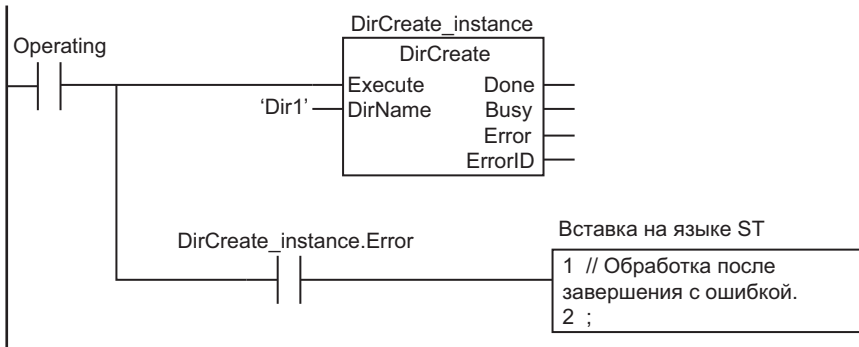 DirCreate_instance
Operating
DirCreate
Execute Done
‘Dir1’ DirName Busy
Error
ErrorID
Вставка на языке ST
DirCreate_instance.Error
1 // Обработка после
завершения с ошибкой.
2 ;